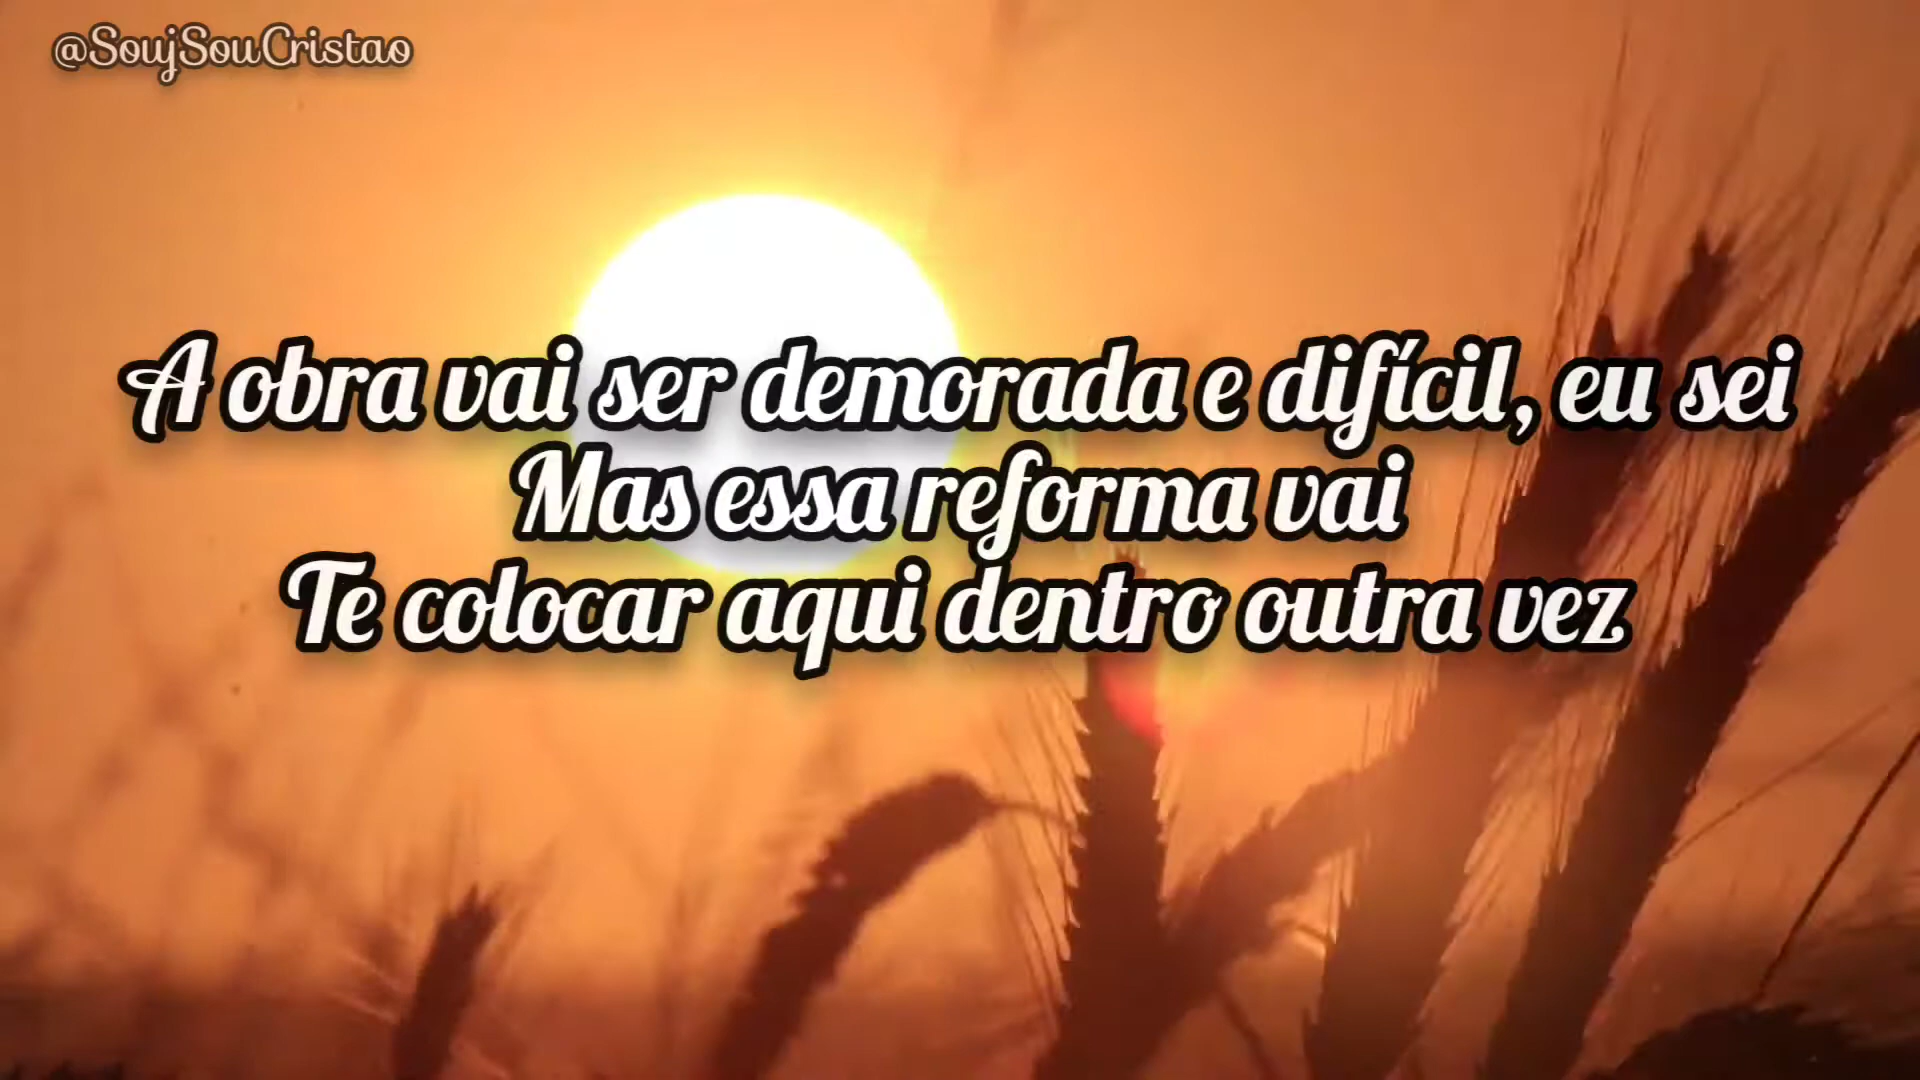 @SoujSouCristao
A obra vai ser demorada e difícil, eu sei
Mas essa reforma vai
Te colocar aqui dentro outra vez